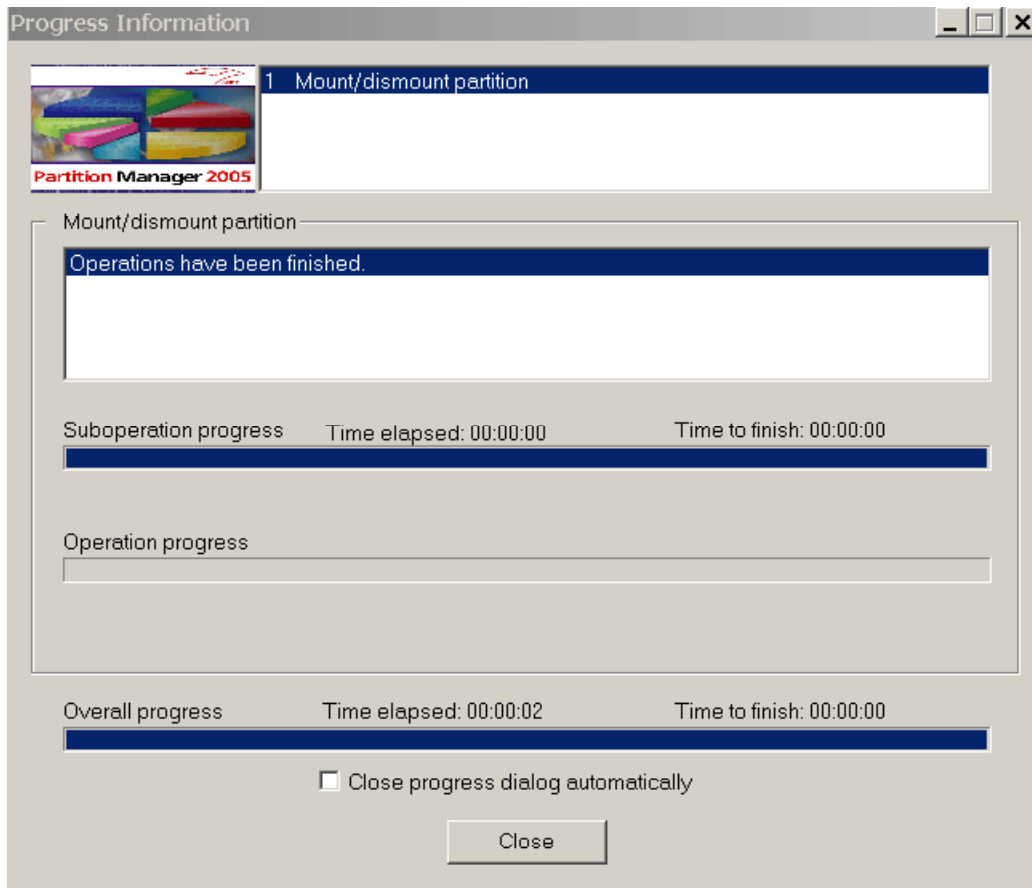 Progress Information
1 Mount/dismount partition
Partition Manager 2005
Mount/dismount partition
Operations have been finished.
Suboperation progress Time elapsed: 00:00:00 Time to finish: 00:00:00
Operation progress
Overall progress Time elapsed: 00:00:02 Time to finish: 00:00:00
Close progress dialog automatically
Close